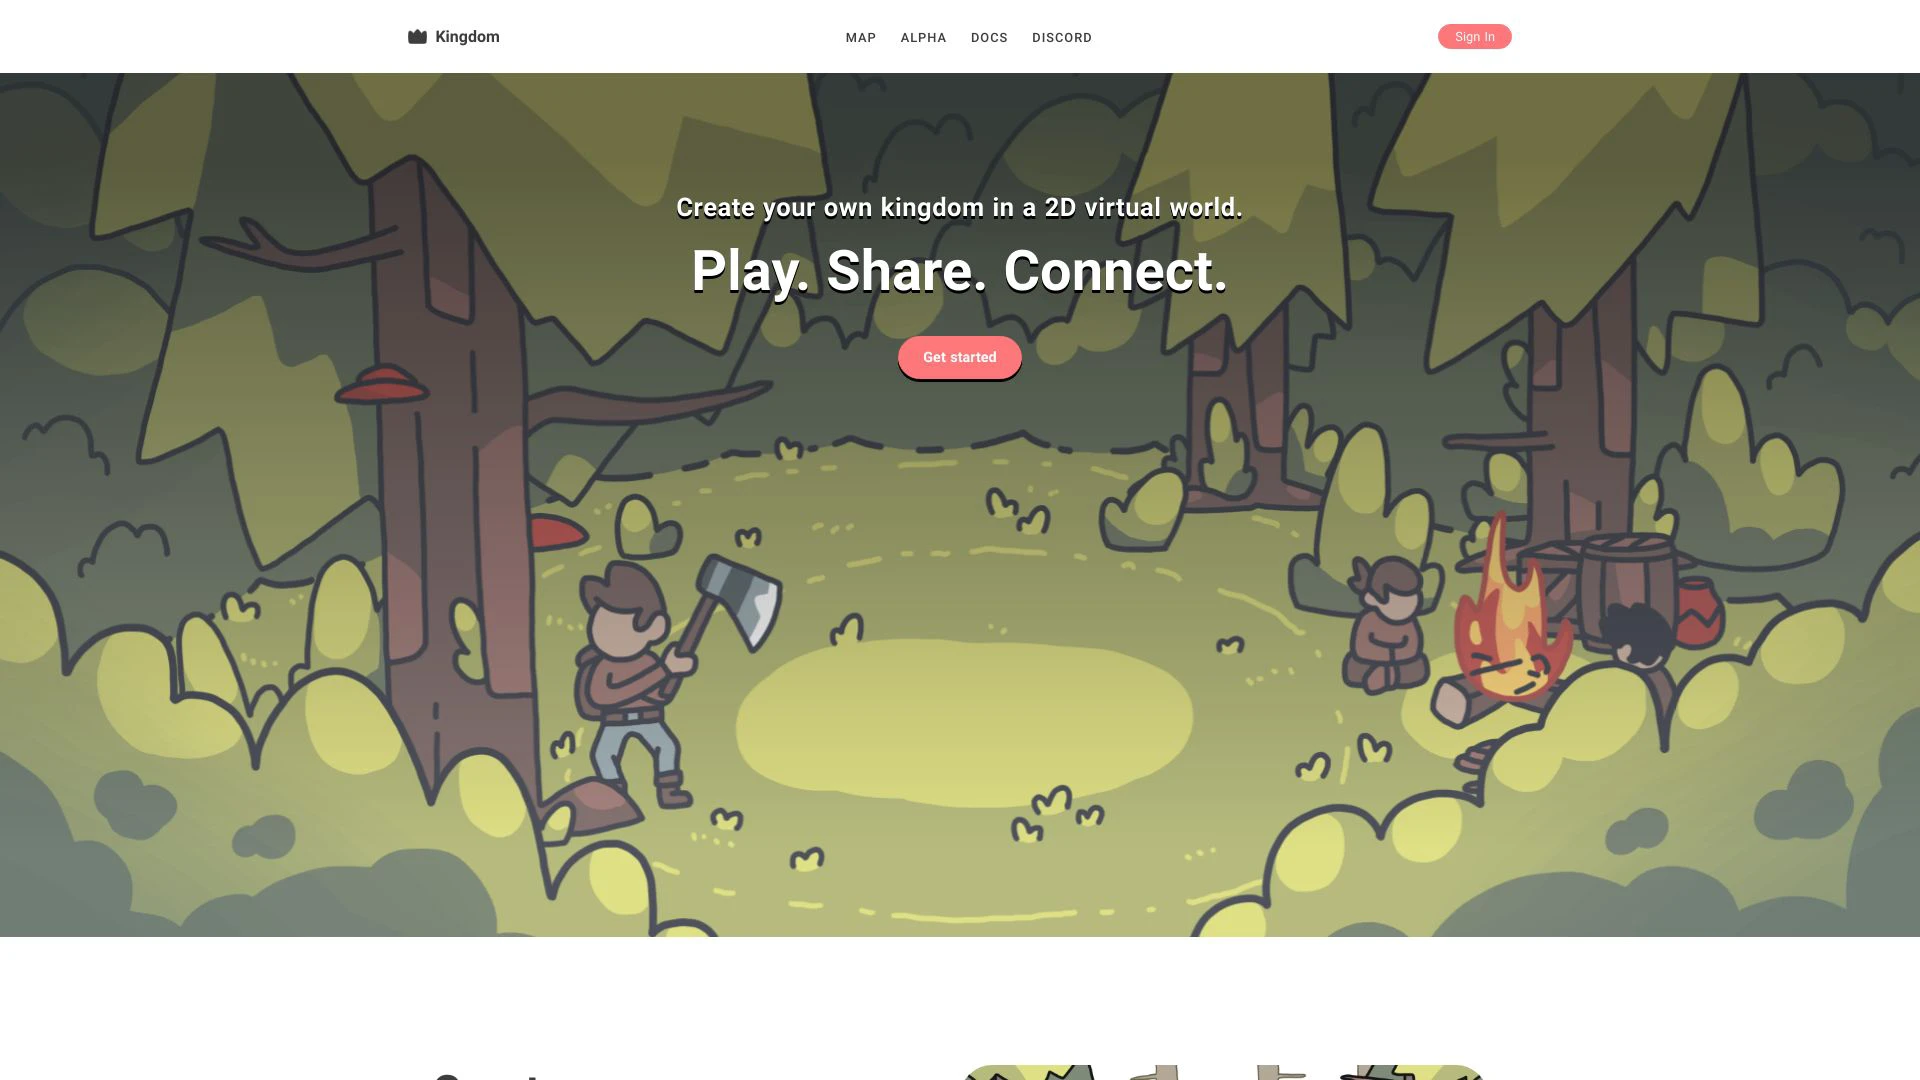 Kingdom
MAP ALPHA DOCS DISCORD
Sign In
Create your own kingdom in a 2D virtual world.
Play. Share. Connect.
Get started